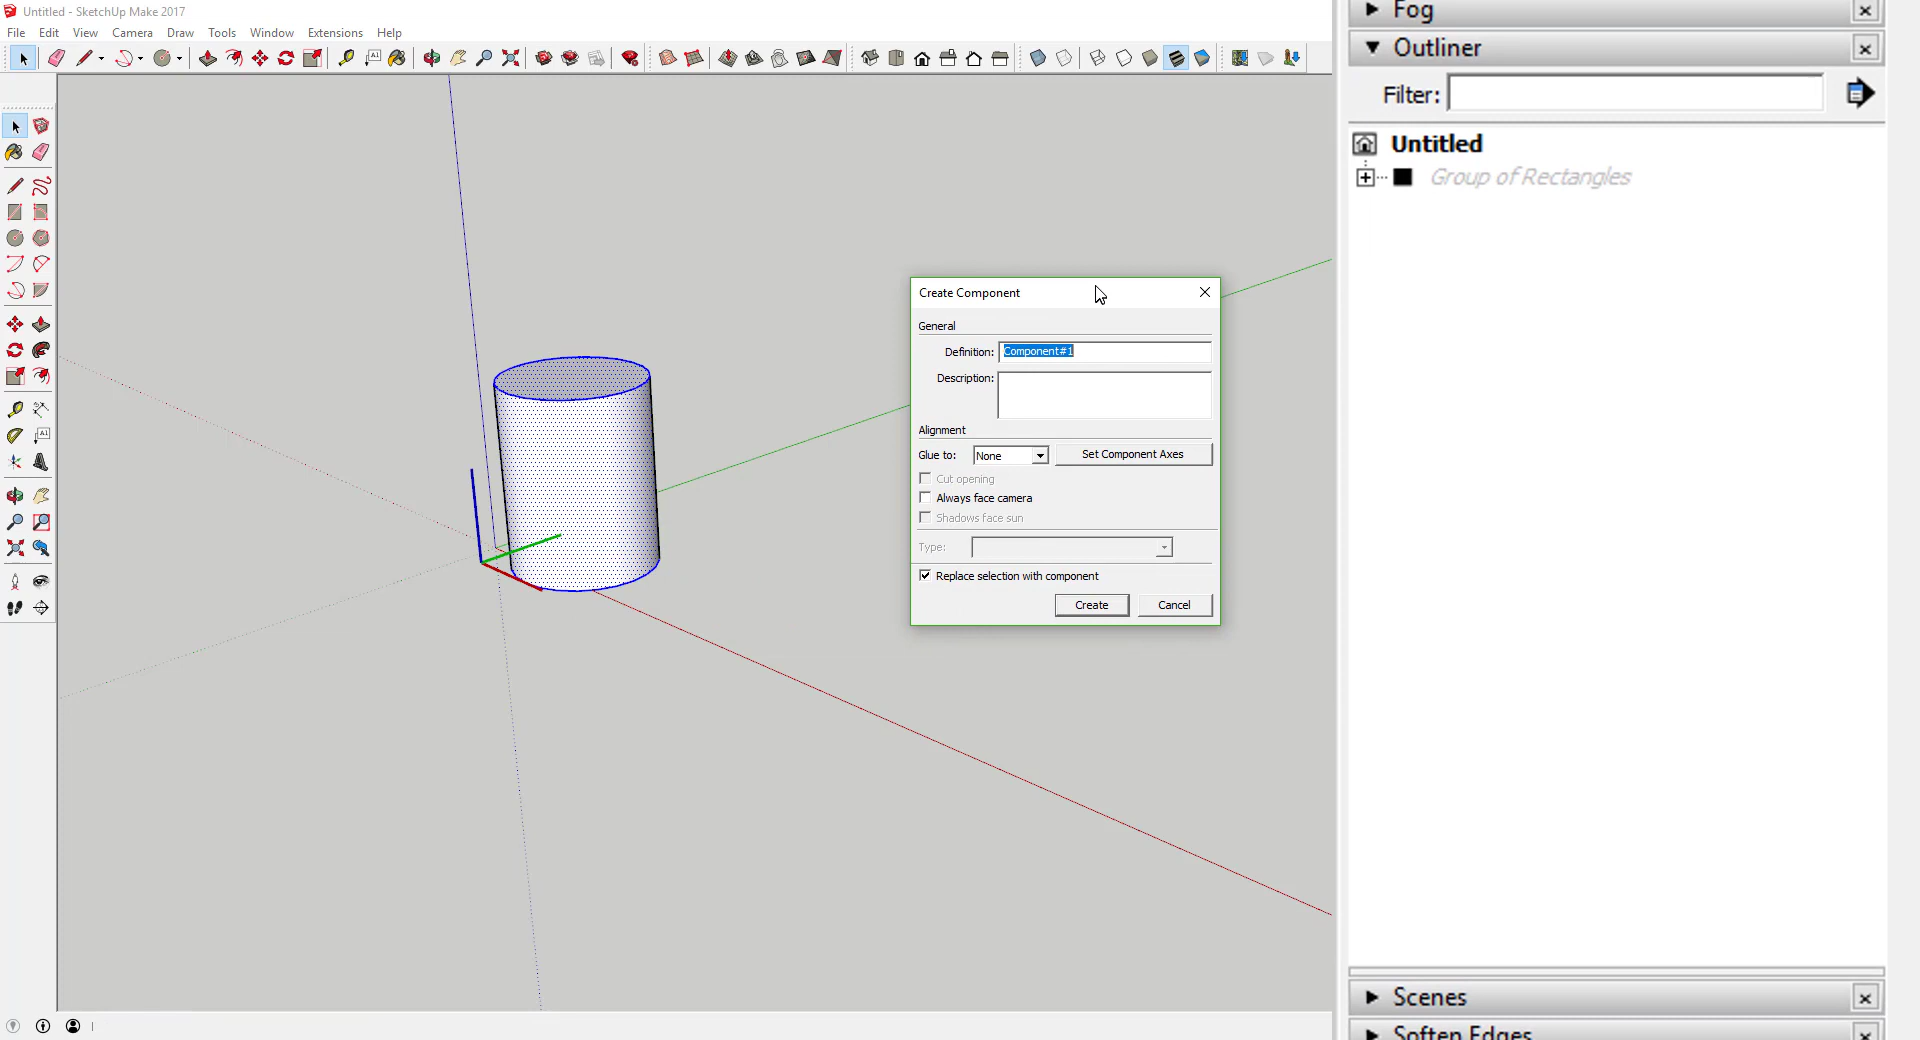 Untitled - SketchUp Make 2017
File Edit View Camera Draw Tools Window Extensions Help
Fog
Outliner
Filter:
Untitled
Group of Rectangles
Create Component
General
Definition: Component#1
Description:
Alignment
Glue to: None Set Component Axes
Cut opening
Always face camera
Shadows face sun
Type:
Replace selection with component
Create Cancel
Scenes
Soften Edges